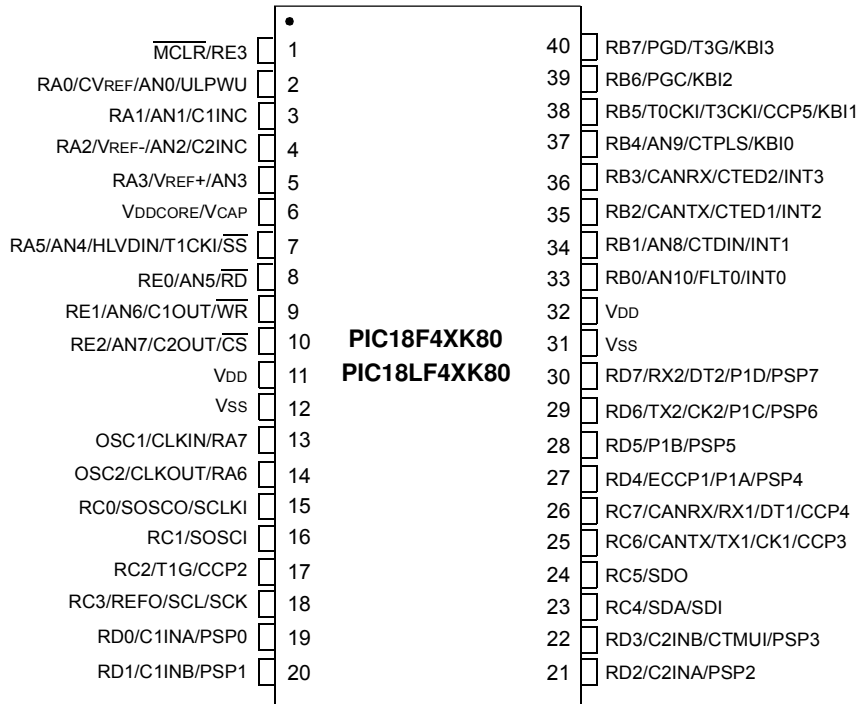 MCLR/RE3 1
RA0/CVREF/AN0/ULPWU 2
RA1/AN1/C1INC 3
RA2/VREF-/AN2/C2INC 4
RA3/VREF+/AN3 5
VDDCORE/VCAP 6
RA5/AN4/HLVDIN/T1CKI/SS 7
RE0/AN5/RD 8
RE1/AN6/C1OUT/WR 9
RE2/AN7/C2OUT/CS 10
VDD 11
VSS 12
OSC1/CLKIN/RA7 13
OSC2/CLKOUT/RA6 14
RC0/SOSCO/SCLKI 15
RC1/SOSCI 16
RC2/T1G/CCP2 17
RC3/REFO/SCL/SCK 18
RD0/C1INA/PSP0 19
RD1/C1INB/PSP1 20
PIC18F4XK80
PIC18LF4XK80
40 RB7/PGD/T3G/KBI3
39 RB6/PGC/KBI2
38 RB5/T0CKI/T3CKI/CCP5/KBI1
37 RB4/AN9/CTPLS/KBI0
36 RB3/CANRX/CTED2/INT3
35 RB2/CANTX/CTED1/INT2
34 RB1/AN8/CTDIN/INT1
33 RB0/AN10/FLT0/INT0
32 VDD
31 VSS
30 RD7/RX2/DT2/P1D/PSP7
29 RD6/TX2/CK2/P1C/PSP6
28 RD5/P1B/PSP5
27 RD4/ECCP1/P1A/PSP4
26 RC7/CANRX/RX1/DT1/CCP4
25 RC6/CANTX/TX1/CK1/CCP3
24 RC5/SDO
23 RC4/SDA/SDI
22 RD3/C2INB/CTMUI/PSP3
21 RD2/C2INA/PSP2